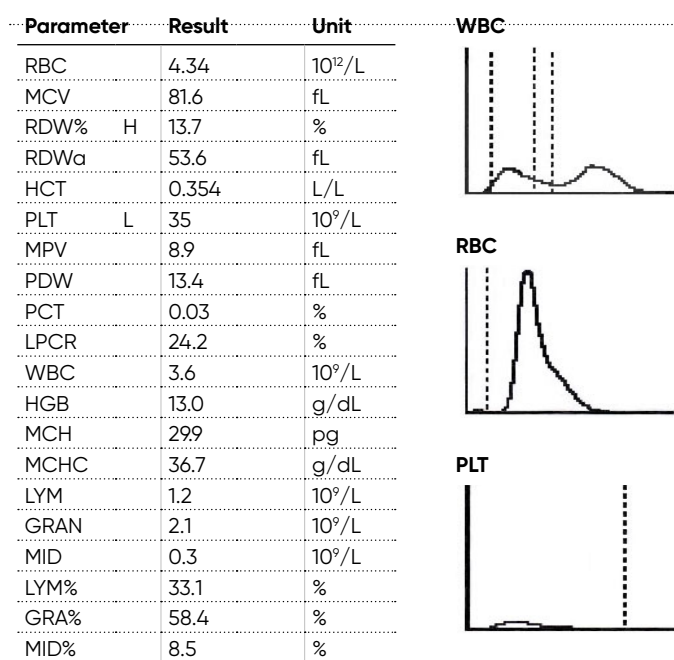 Parameter Result Unit
RBC 4.34 10¹²/L
MCV 81.6 fL
RDW% H 13.7 %
RDWa 53.6 fL
HCT 0.354 L/L
PLT L 35 10⁹/L
MPV 8.9 fL
PDW 13.4 fL
PCT 0.03 %
LPCR 24.2 %
WBC 3.6 10⁹/L
HGB 13.0 g/dL
MCH 29.9 pg
MCHC 36.7 g/dL
LYM 1.2 10⁹/L
GRAN 2.1 10⁹/L
MID 0.3 10⁹/L
LYM% 33.1 %
GRA% 58.4 %
MID% 8.5 %
WBC
RBC
PLT